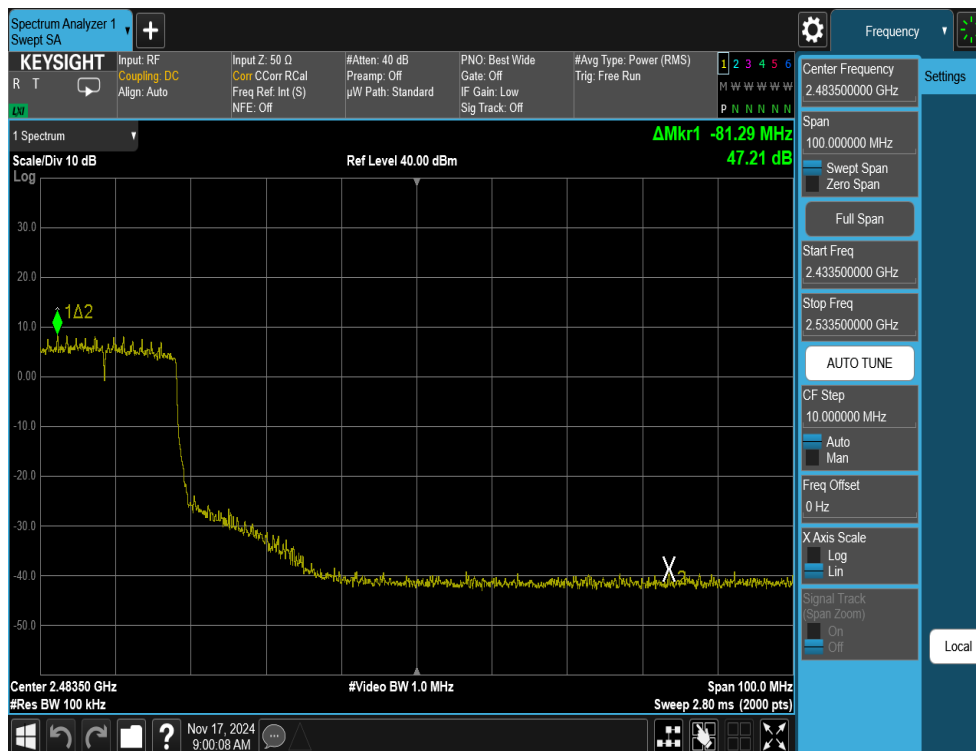 Spectrum Analyzer 1
Swept SA
Frequency
KEYSIGHT
R T
LXI
Input: RF
Coupling: DC
Align: Auto
Input Z: 50 Ω
Corr CCorr RCal
Freq Ref: Int (S)
NFE: Off
#Atten: 40 dB
Preamp: Off
µW Path: Standard
PNO: Best Wide
Gate: Off
IF Gain: Low
Sig Track: Off
#Avg Type: Power (RMS)
Trig: Free Run
1 2 3 4 5 6
M W W W W W
P N N N N N
1 Spectrum
Scale/Div 10 dB
Log
Ref Level 40.00 dBm
ΔMkr1 -81.29 MHz
47.21 dB
30.0
20.0
10.0
0.00
-10.0
-20.0
-30.0
-40.0
-50.0
1Δ2
X
2
Center 2.48350 GHz
#Res BW 100 kHz
#Video BW 1.0 MHz
Span 100.0 MHz
Sweep 2.80 ms (2000 pts)
Nov 17, 2024
9:00:08 AM
?
Center Frequency
2.483500000 GHz
Span
100.000000 MHz
Swept Span
Zero Span
Full Span
Start Freq
2.433500000 GHz
Stop Freq
2.533500000 GHz
AUTO TUNE
CF Step
10.000000 MHz
Auto
Man
Freq Offset
0 Hz
X Axis Scale
Log
Lin
Signal Track
(Span Zoom)
On
Off
Settings
Local